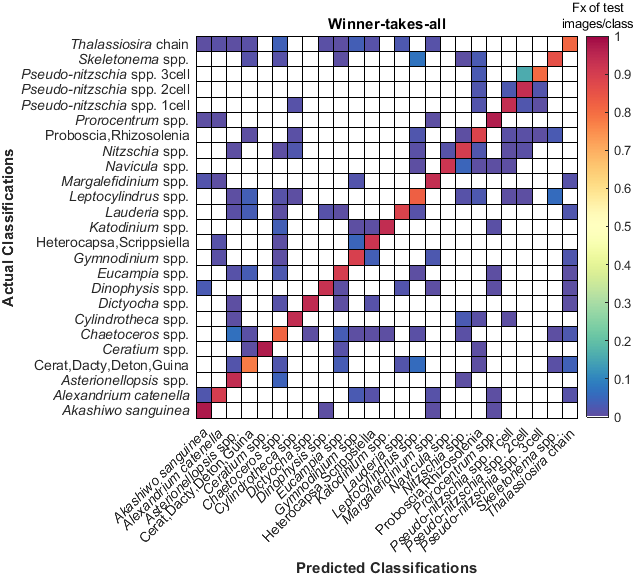 Winner-takes-all
Fx of test
images/class
Actual Classifications
Thalassiosira chain
Skeletonema spp.
Pseudo-nitzschia spp. 3cell
Pseudo-nitzschia spp. 2cell
Pseudo-nitzschia spp. 1cell
Prorocentrum spp.
Proboscia,Rhizosolenia
Nitzschia spp.
Navicula spp.
Margalefidinium spp.
Leptocylindrus spp.
Lauderia spp.
Katodinium spp.
Heterocapsa,Scrippsiella
Gymnodinium spp.
Eucampia spp.
Dinophysis spp.
Dictyocha spp.
Cylindrotheca spp.
Chaetoceros spp.
Ceratium spp.
Cerat,Dacty,Deton,Guina
Asterionellopsis spp.
Alexandrium catenella
Akashiwo sanguinea
1
0.9
0.8
0.7
0.6
0.5
0.4
0.3
0.2
0.1
0
Akashiwo sanguinea
Alexandrium catenella
Asterionellopsis spp.
Cerat,Dacty,Deton,Guina
Ceratium spp.
Chaetoceros spp.
Cylindrotheca spp.
Dictyocha spp.
Dinophysis spp.
Eucampia spp.
Gymnodinium spp.
Heterocapsa,Scrippsiella
Katodinium spp.
Lauderia spp.
Leptocylindrus spp.
Margalefidinium spp.
Navicula spp.
Nitzschia spp.
Proboscia,Rhizosolenia
Prorocentrum spp.
Pseudo-nitzschia spp. 1cell
Pseudo-nitzschia spp. 2cell
Pseudo-nitzschia spp. 3cell
Skeletonema spp.
Thalassiosira chain
Predicted Classifications